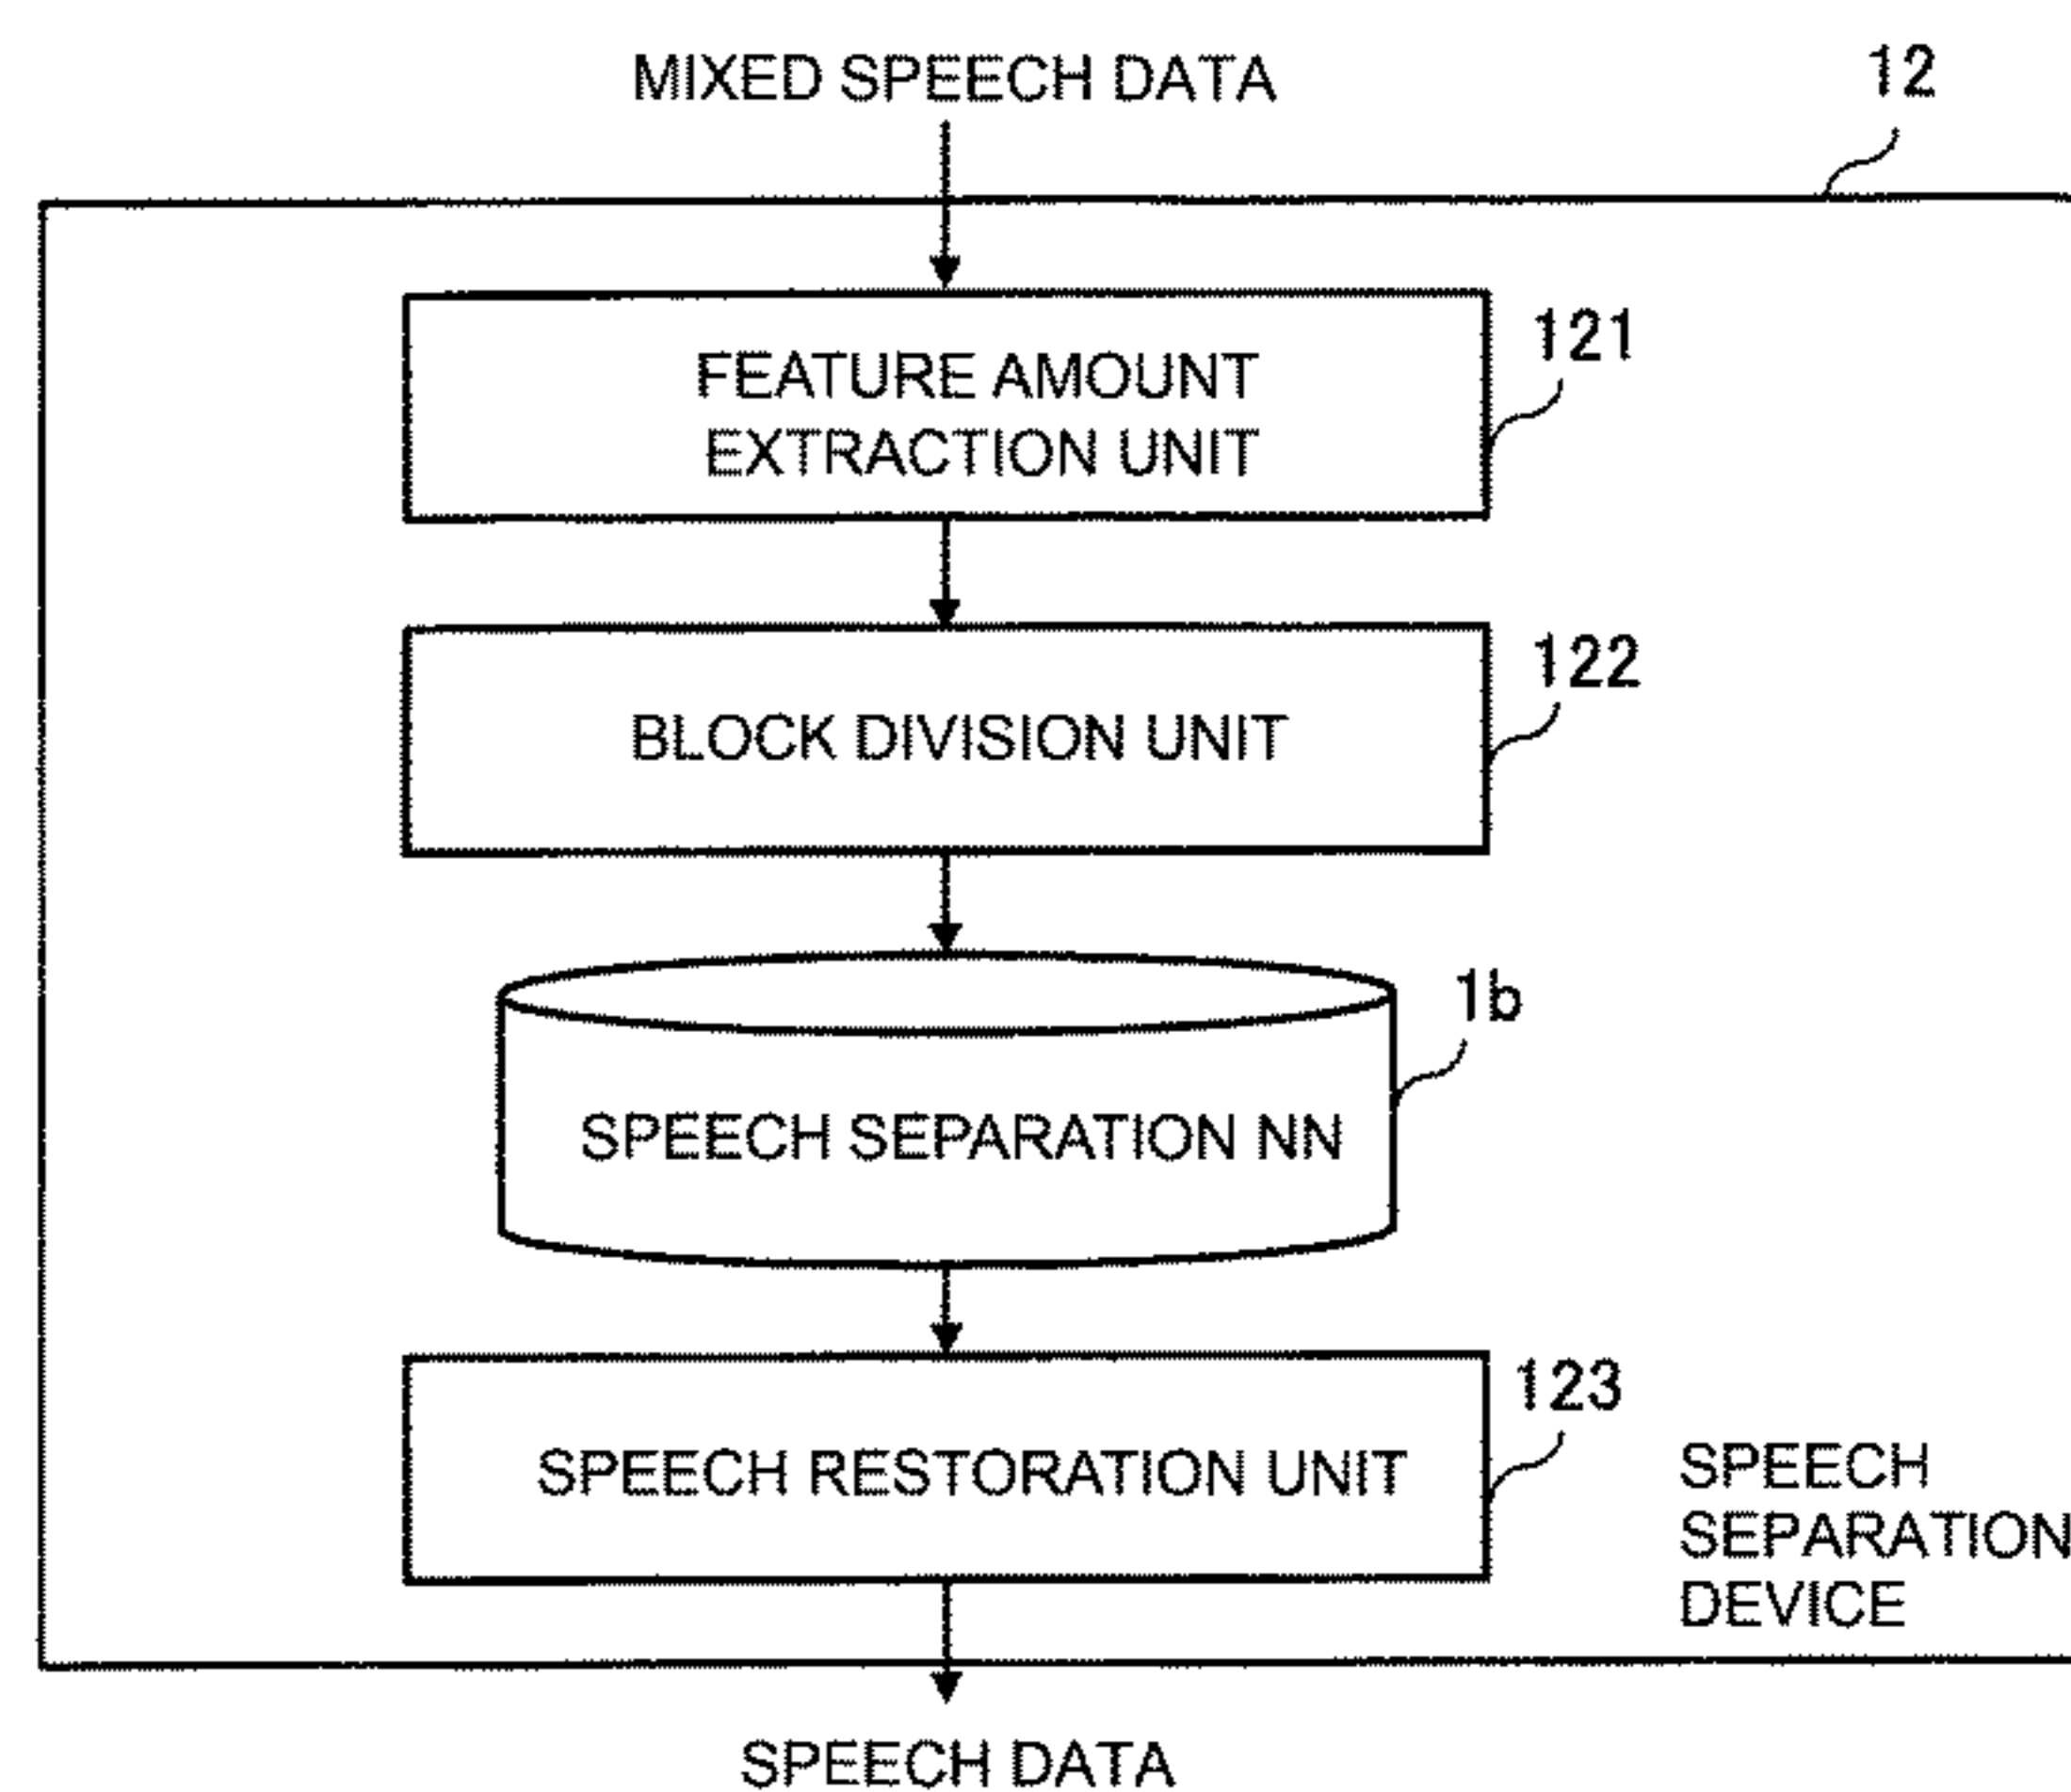 MIXED SPEECH DATA
12
FEATURE AMOUNT
EXTRACTION UNIT
121
BLOCK DIVISION UNIT
122
SPEECH SEPARATION NN
1b
SPEECH RESTORATION UNIT
123
SPEECH
SEPARATION
DEVICE
SPEECH DATA